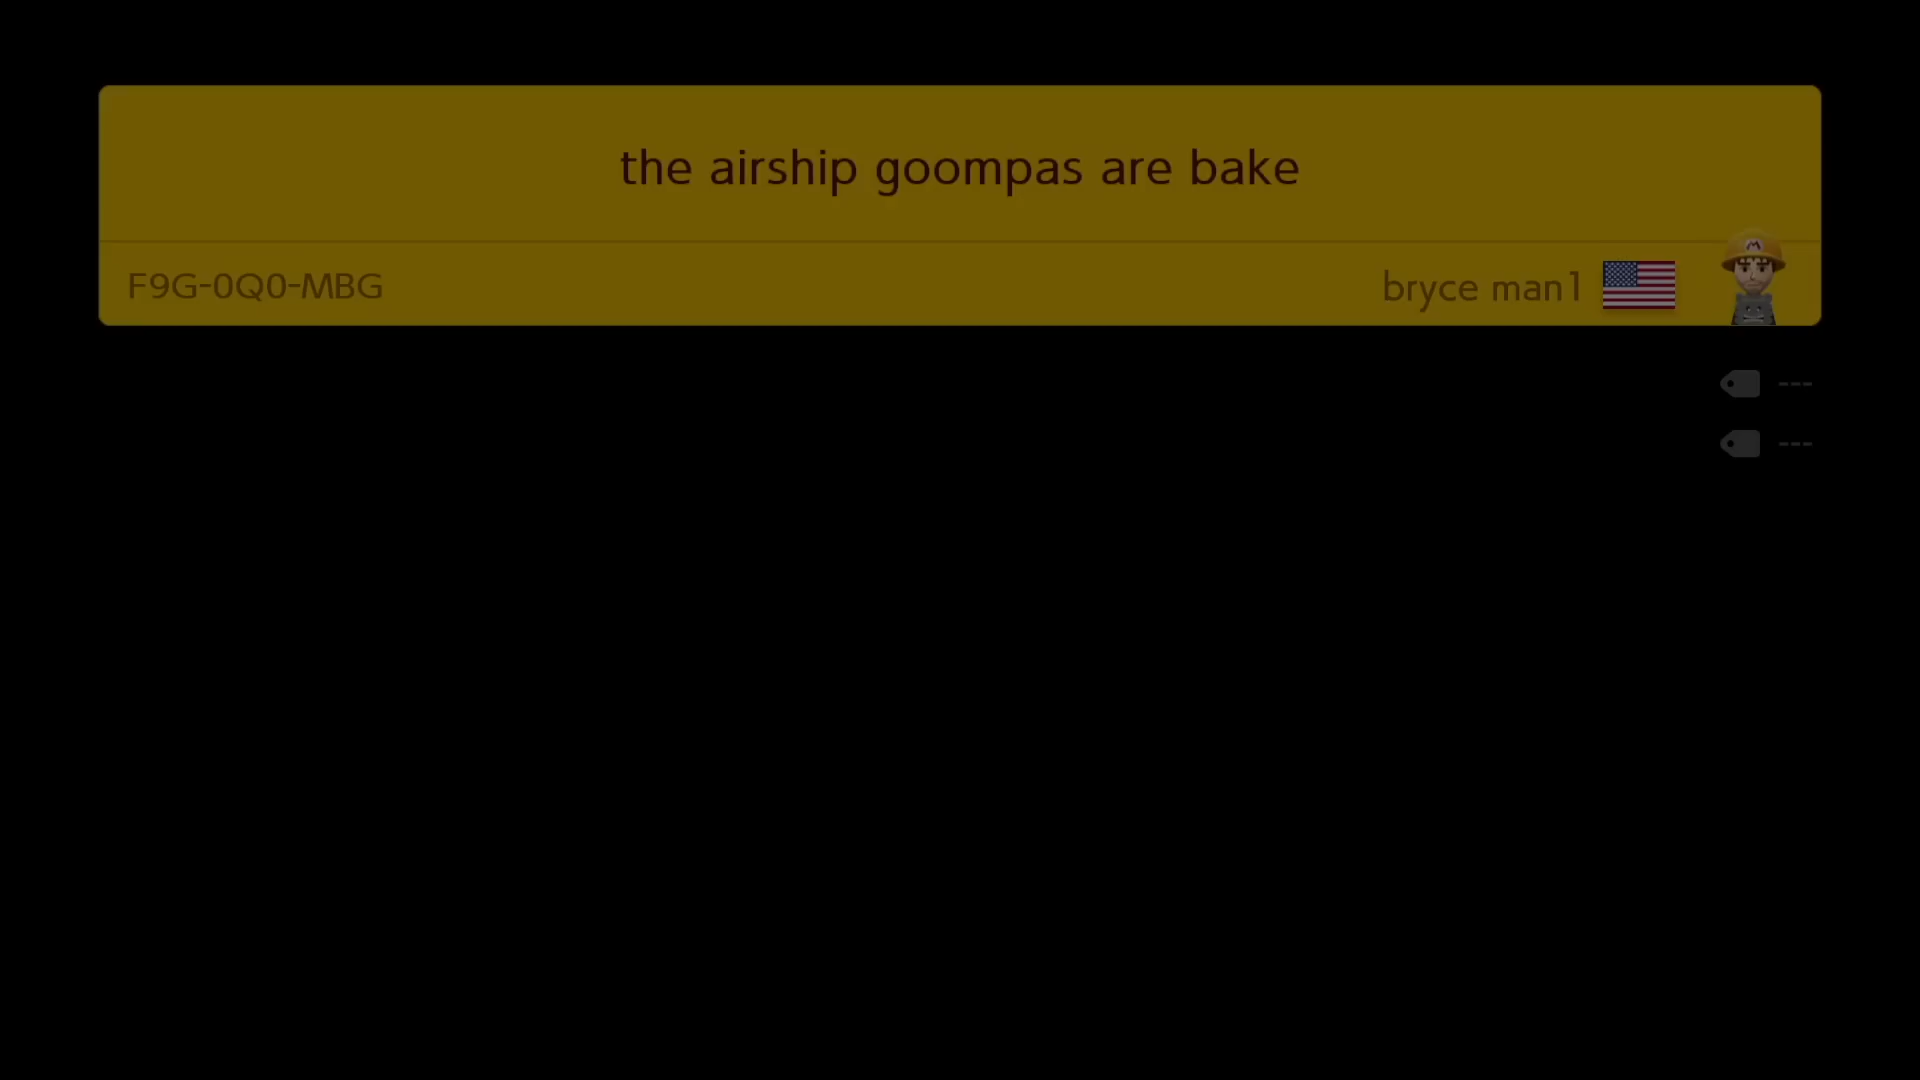 the airship goompas are bake
F9G-0Q0-MBG
bryce man1
---
---